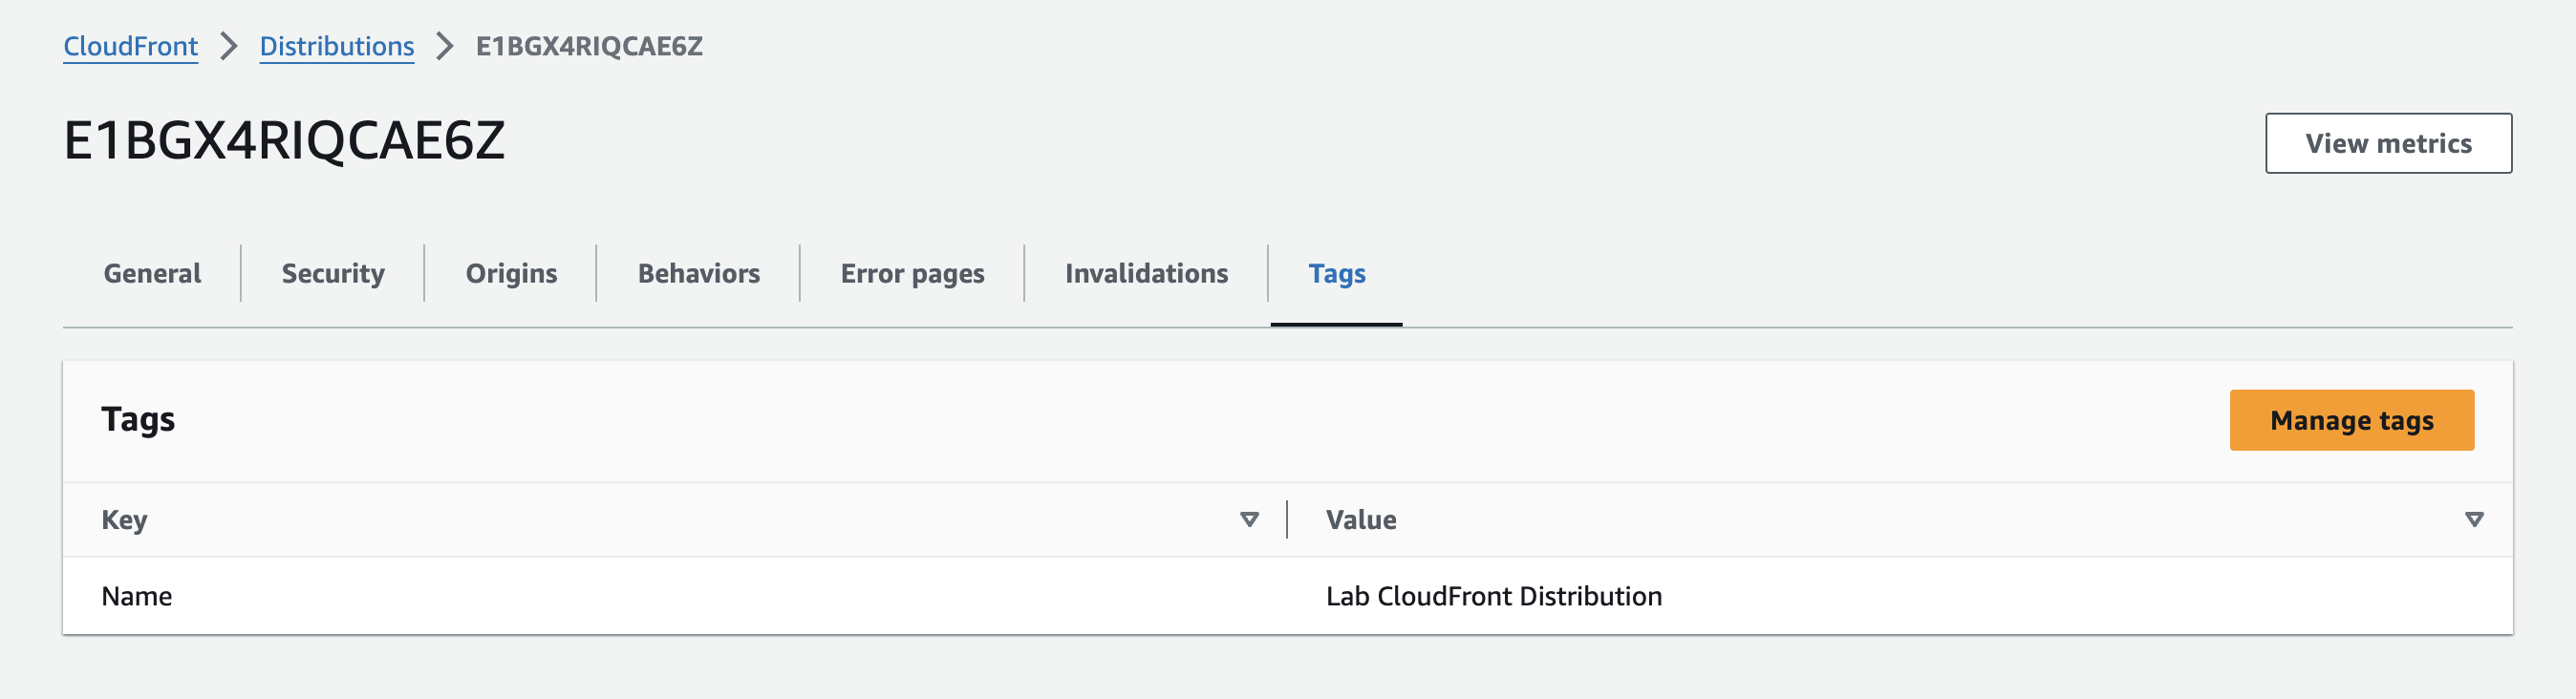 CloudFront > Distributions > E1BGX4RIQCAE6Z
E1BGX4RIQCAE6Z
View metrics
General Security Origins Behaviors Error pages Invalidations Tags
Tags
Manage tags
Key Value
Name Lab CloudFront Distribution